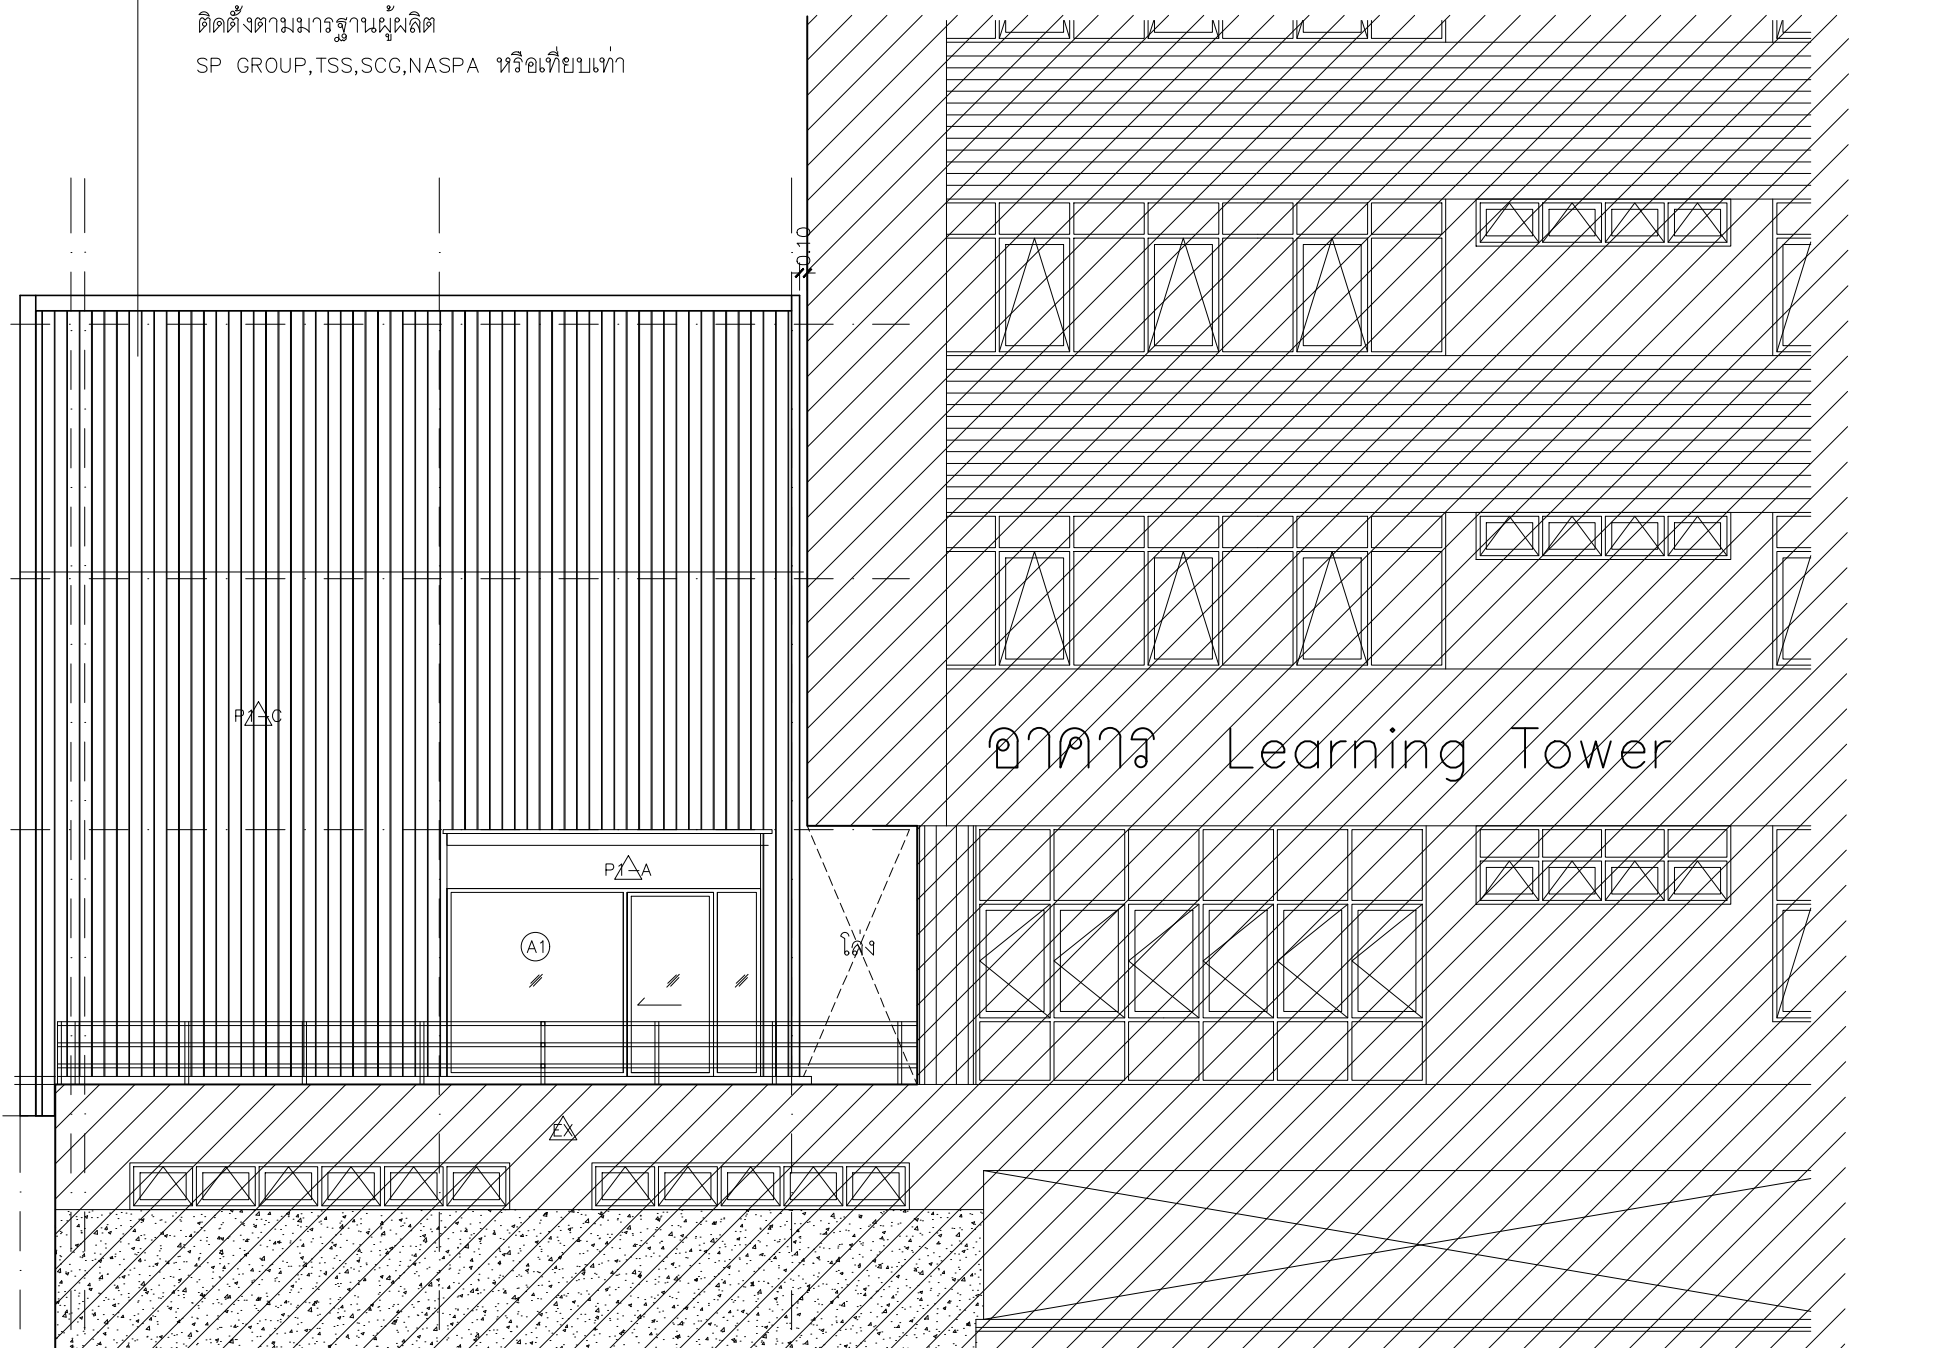 ติดตั้งตามมารฐานผู้ผลิต
SP GROUP,TSS,SCG,NASPA หรือเที่ยบเท่า
0.10
P1-C
อาคาร Learning Tower
P1-A
A1
โล่ง
EX